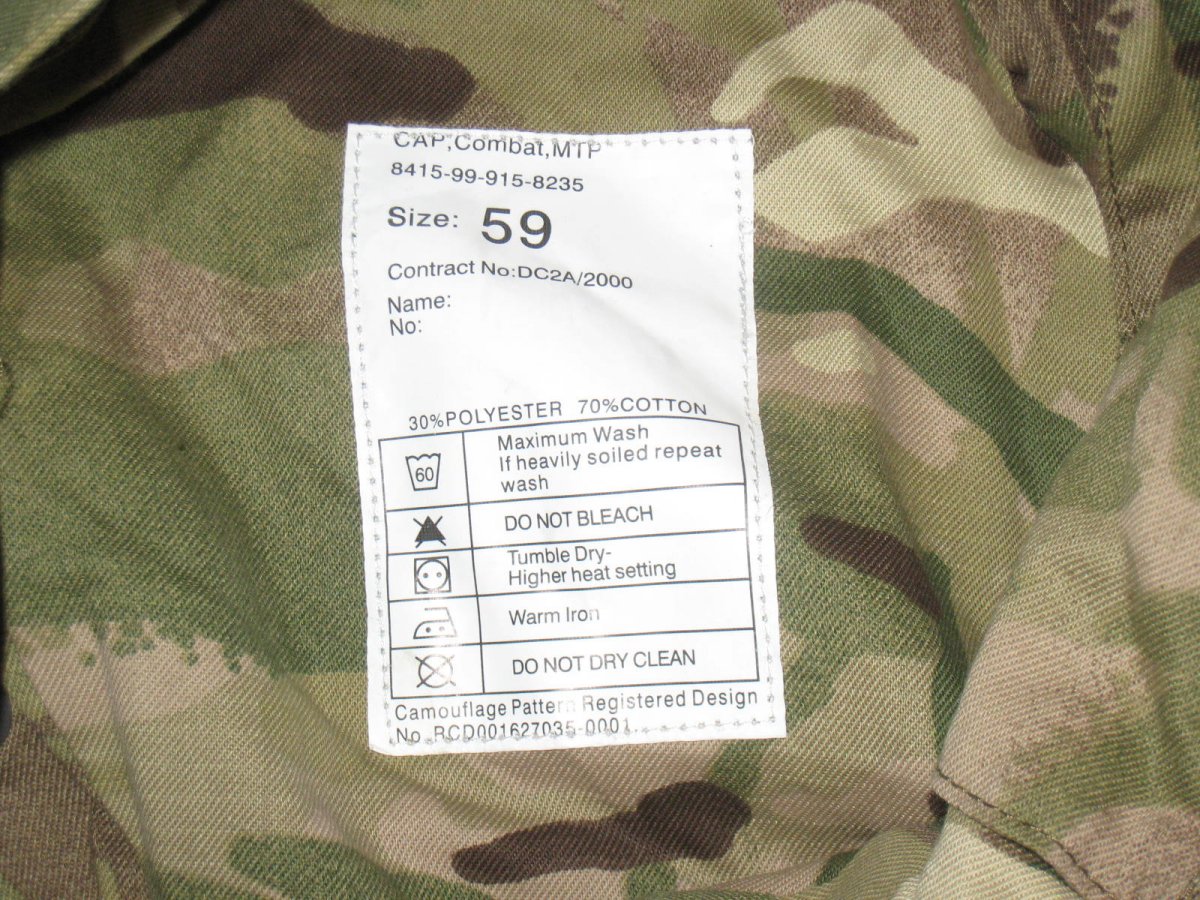 CAP,Combat,MTP
8415-99-915-8235
Size: 59
Contract No:DC2A/2000
Name:
No:
30%POLYESTER 70%COTTON
60
Maximum Wash
If heavily soiled repeat
wash
DO NOT BLEACH
Tumble Dry-
Higher heat setting
Warm Iron
DO NOT DRY CLEAN
Camouflage Pattern Registered Design
No.RCD001627035-0001.